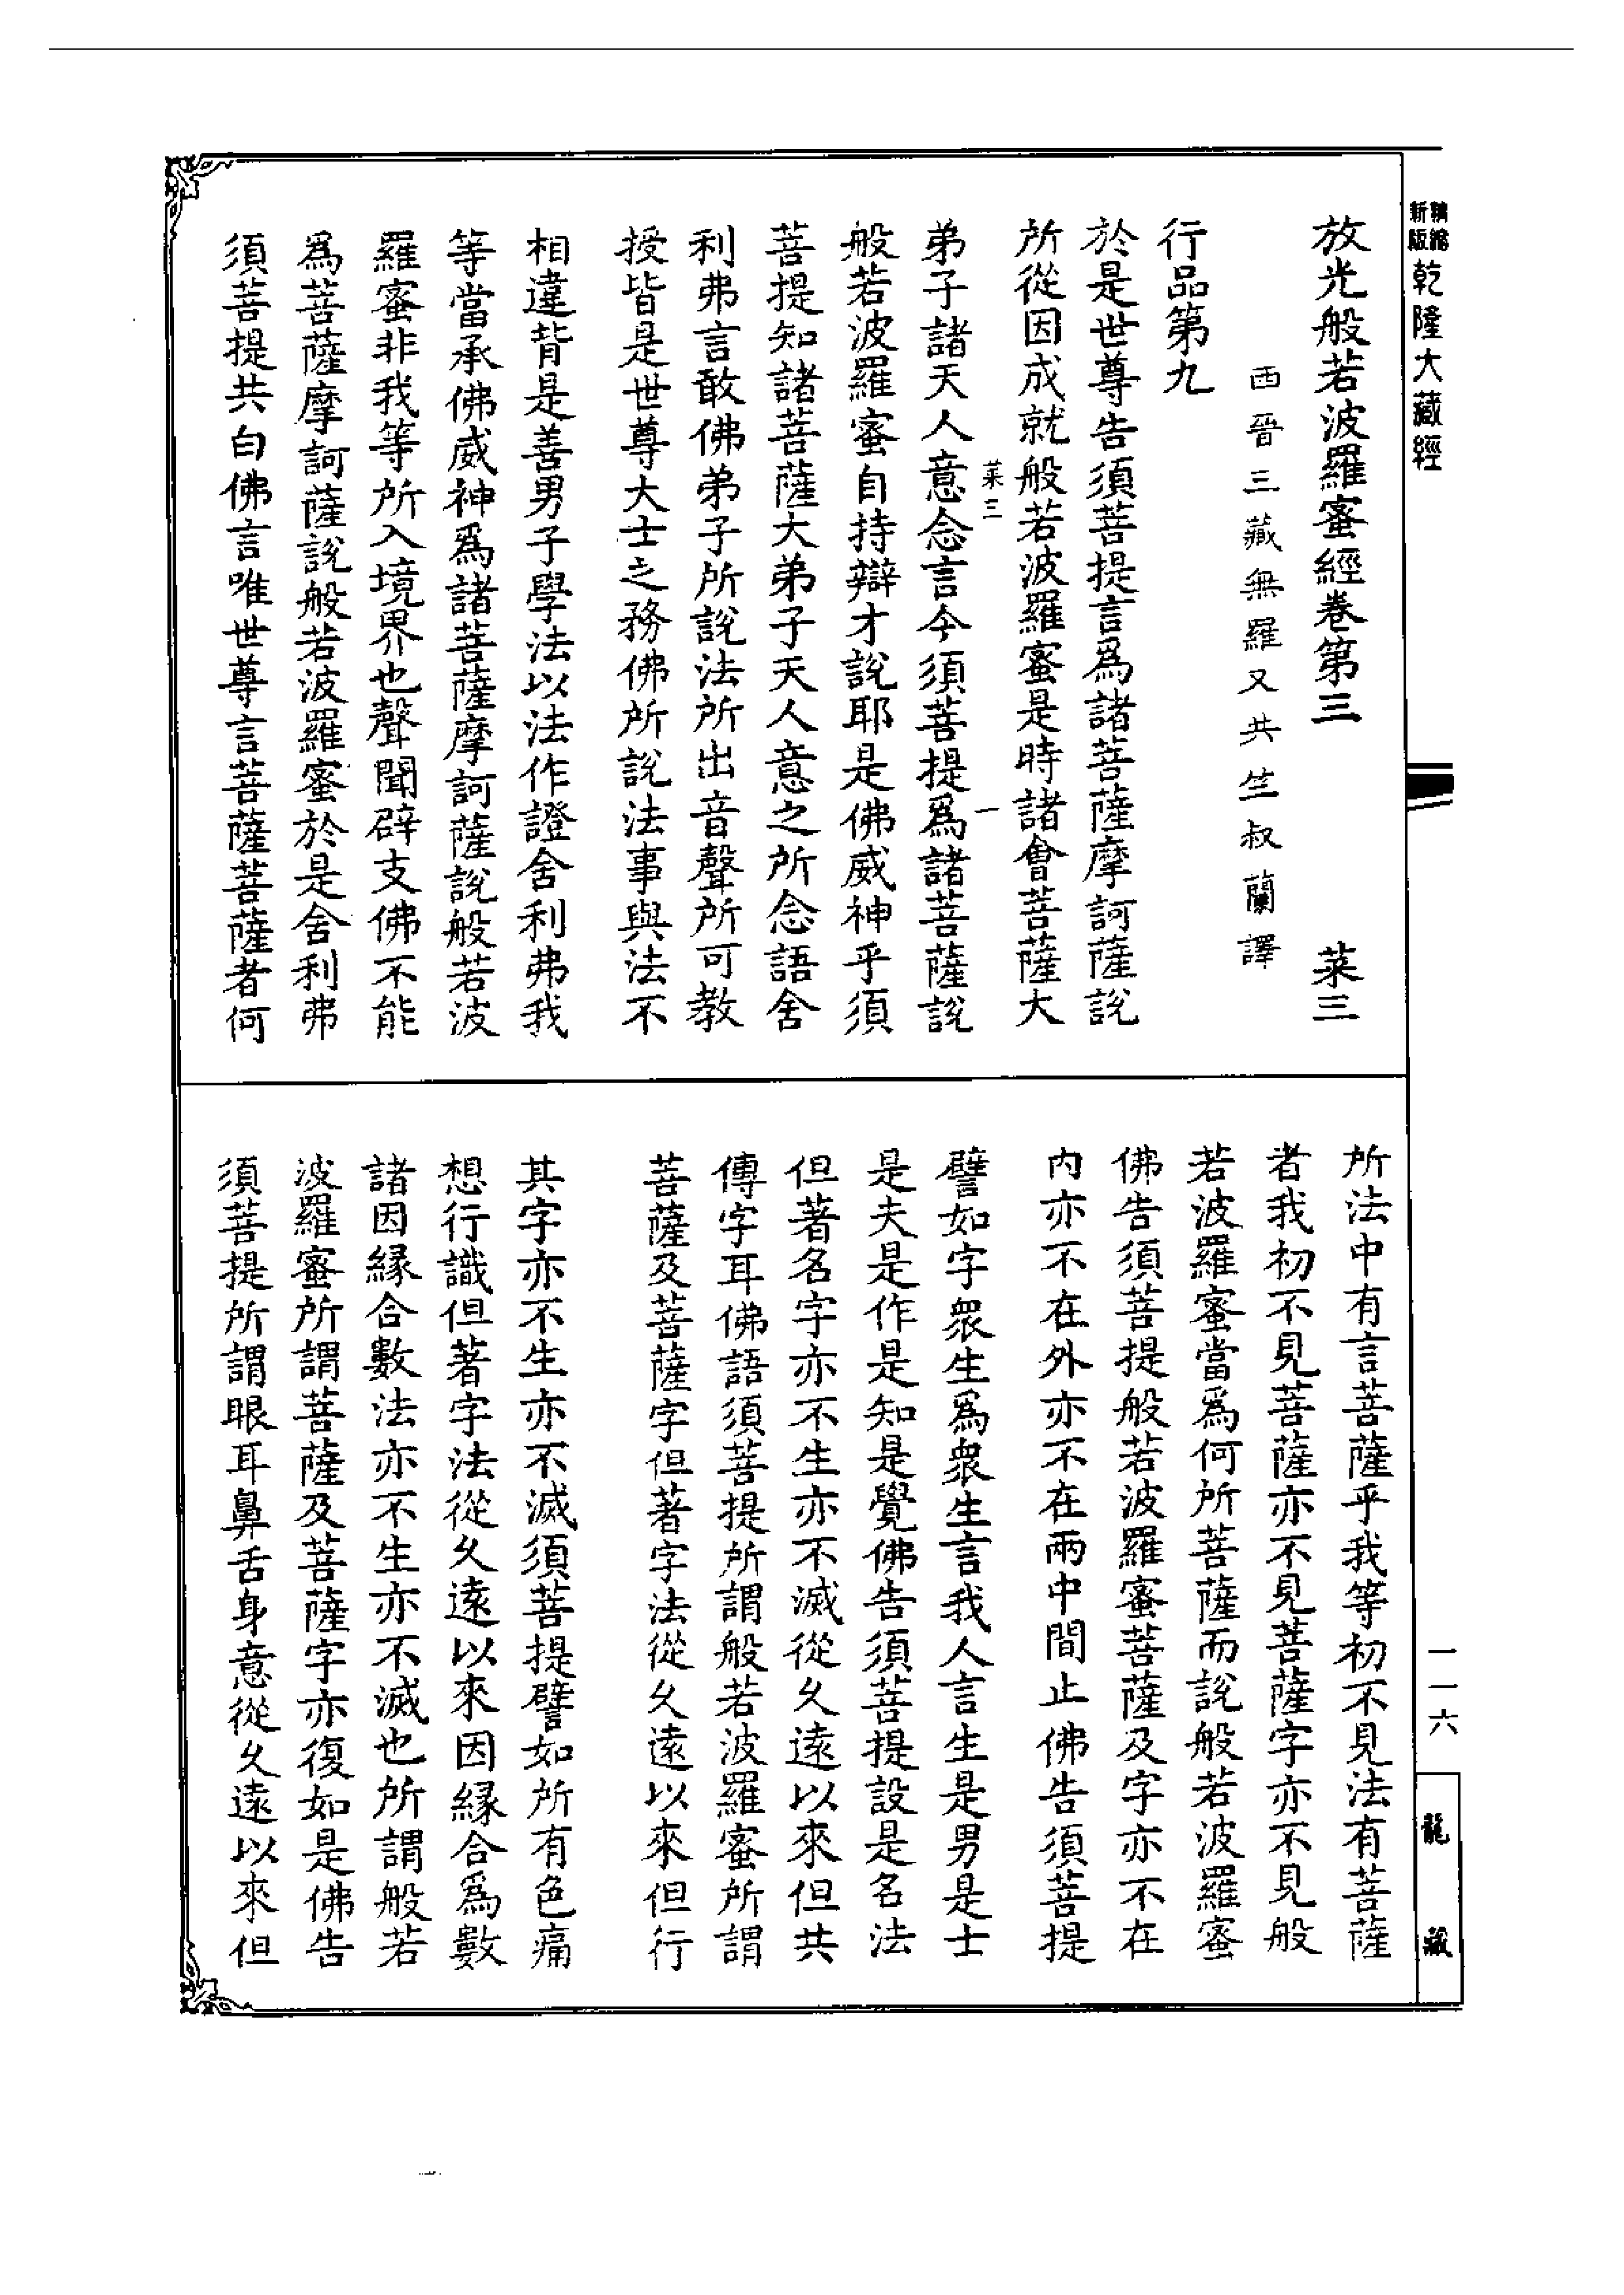 新版精縮乾隆大藏經
放光般若波羅蜜經卷第三 菜三
西晉三藏無羅叉共竺叔蘭譯
行品第九
於是世尊告須菩提言爲諸菩薩摩訶薩說
所從因成就般若波羅蜜是時諸會菩薩大
菜三 一
弟子諸天人意念言今須菩提爲諸菩薩說
般若波羅蜜自持辯才說耶是佛威神乎須
菩提知諸菩薩大弟子天人意之所念語舍
利弗言敢佛弟子所說法所出音聲所可教
授皆是世尊大士之務佛所說法事與法不
相違背是善男子學法以法作證舍利弗我
等當承佛威神爲諸菩薩摩訶薩說般若波
羅蜜非我等所入境界也聲聞辟支佛不能
爲菩薩摩訶薩說般若波羅蜜於是舍利弗
須菩提共白佛言唯世尊言菩薩菩薩者何
所法中有言菩薩乎我等初不見法有菩薩
者我初不見菩薩亦不見菩薩字亦不見般
若波羅蜜當爲何所菩薩而說般若波羅蜜
佛告須菩提般若波羅蜜菩薩及字亦不在
內亦不在外亦不在兩中間止佛告須菩提
譬如字衆生爲衆生言我人言生是男是士
是夫是作是知是覺佛告須菩提設是名法
但著名字亦不生亦不滅從久遠以來但共
傳字耳佛語須菩提所謂般若波羅蜜所謂
菩薩及菩薩字但著字法從久遠以來但行
其字亦不生亦不滅須菩提譬如所有色痛
想行識但著字法從久遠以來因緣合爲數
諸因緣合數法亦不生亦不滅也所謂般若
波羅蜜所謂菩薩及菩薩字亦復如是佛告
須菩提所謂眼耳鼻舌身意從久遠以來但
一一六
龍藏